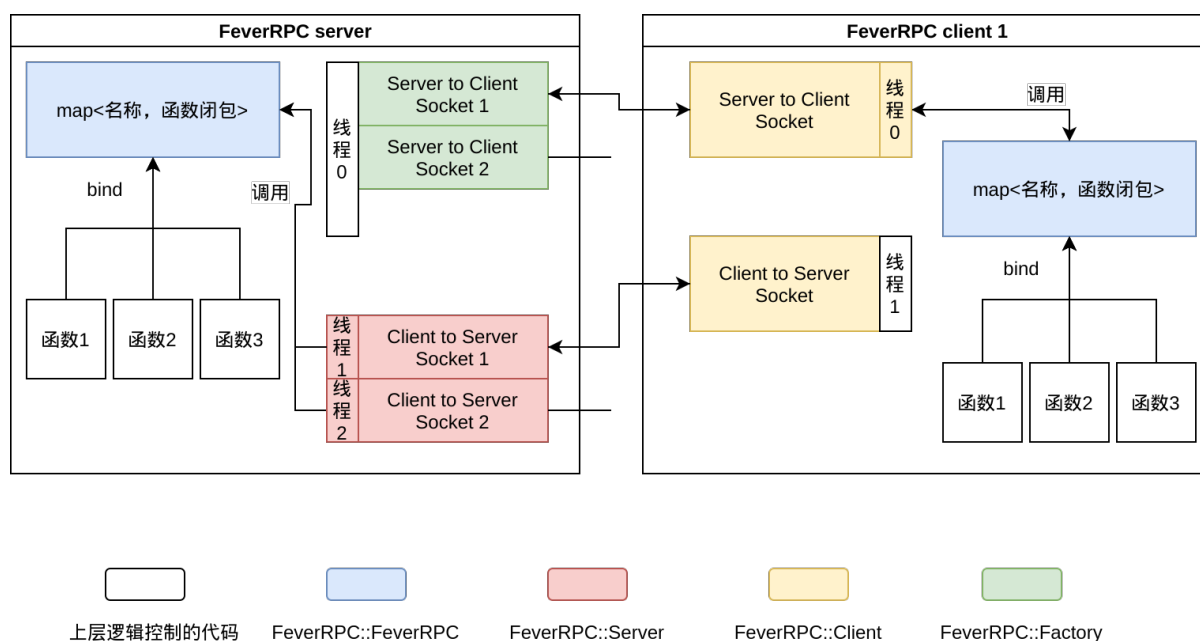 FeverRPC server
map<名称，函数闭包>
bind
调用
函数1
函数2
函数3
线
程
0
Server to Client
Socket 1
Server to Client
Socket 2
线
程
1
Client to Server
Socket 1
线
程
2
Client to Server
Socket 2
FeverRPC client 1
Server to Client
Socket
线
程
0
调用
map<名称，函数闭包>
Client to Server
Socket
线
程
1
bind
函数1
函数2
函数3
上层逻辑控制的代码
FeverRPC::FeverRPC
FeverRPC::Server
FeverRPC::Client
FeverRPC::Factory